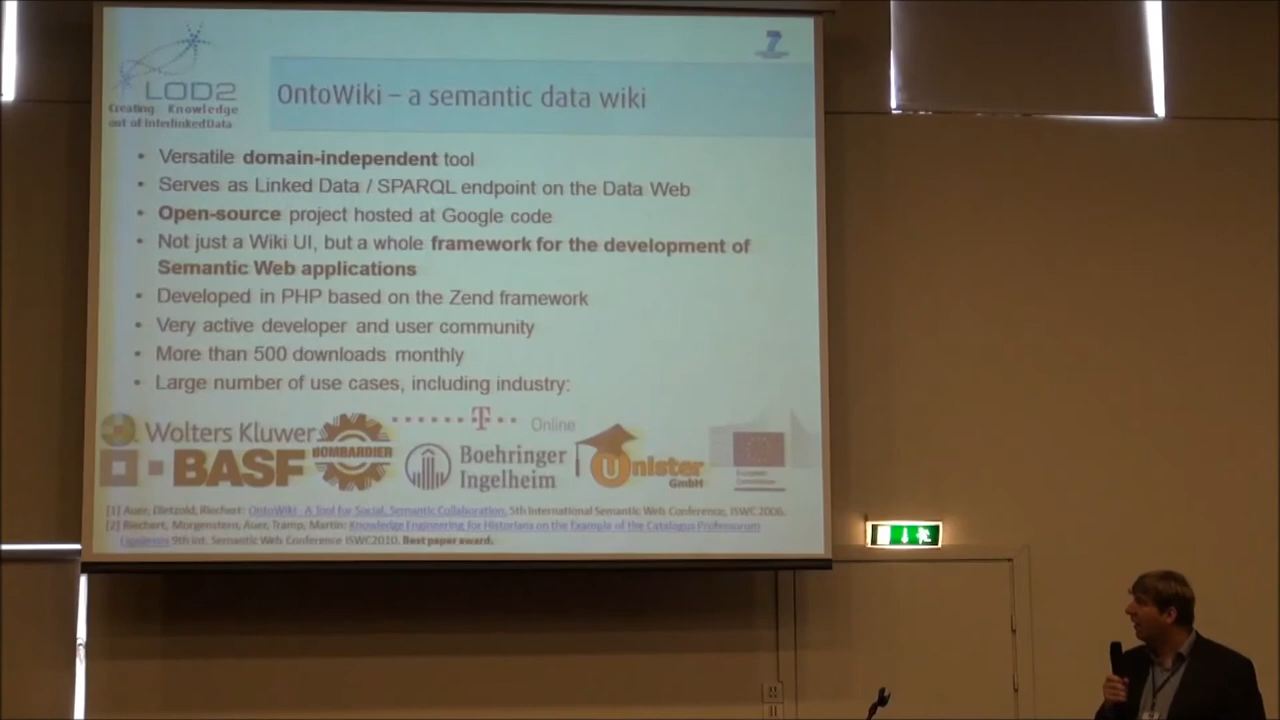 LOD2
Creating Knowledge
out of Interlinked Data
7
OntoWiki – a semantic data wiki
• Versatile domain-independent tool
• Serves as Linked Data / SPARQL endpoint on the Data Web
• Open-source project hosted at Google code
• Not just a Wiki UI, but a whole framework for the development of
Semantic Web applications
• Developed in PHP based on the Zend framework
• Very active developer and user community
• More than 500 downloads monthly
• Large number of use cases, including industry:
Wolters Kluwer
BOMBARDIER
T Online
BASF
Boehringer
Ingelheim
Unister
GmbH
European
Commission
[1] Auer, Dietzold, Riechert: OntoWiki - A Tool for Social, Semantic Collaboration, 5th International Semantic Web Conference, ISWC 2006.
[2] Riechert, Morgenstern, Auer, Tramp, Martin: Knowledge Engineering for Historians on the Example of the Catalogus Professorum
Lipsiensis 9th Int. Semantic Web Conference ISWC2010. Best paper award.